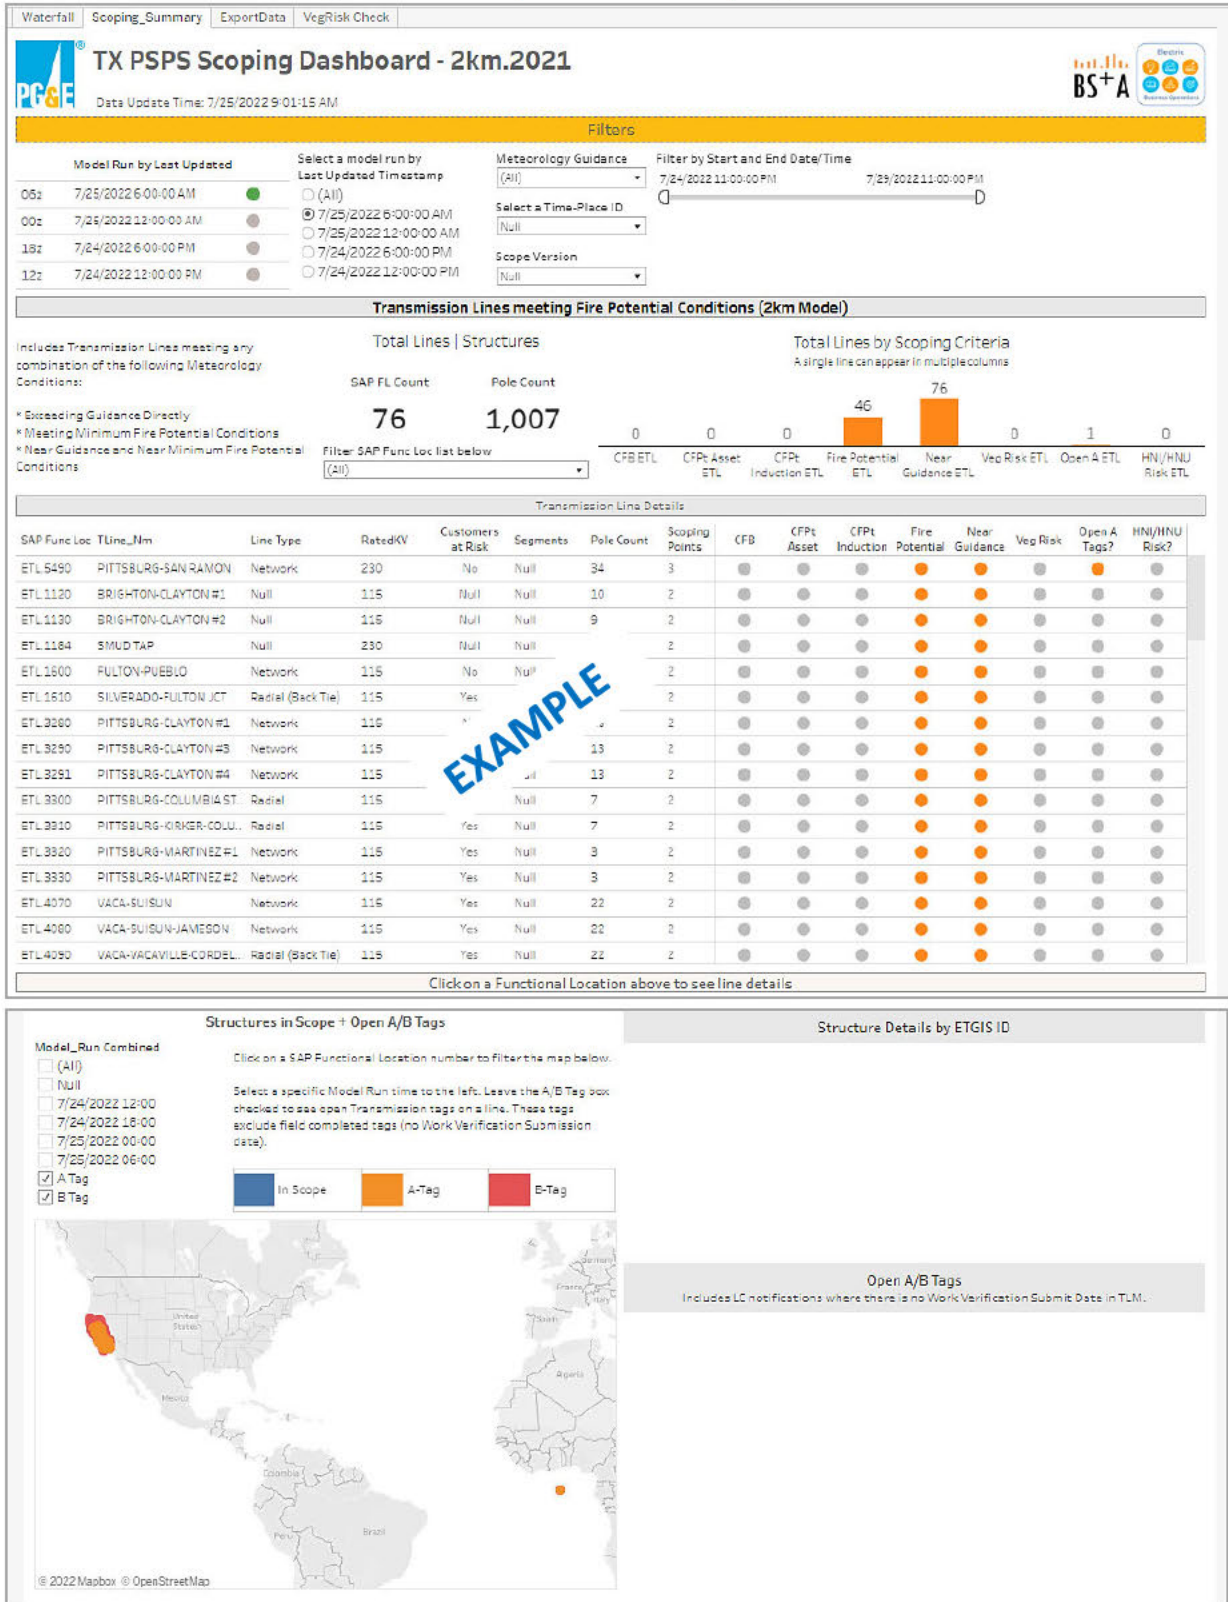 Waterfall Scoping_Summary ExportData VegRisk Check
PG&E ®
TX PSPS Scoping Dashboard - 2km.2021
Data Update Time: 7/25/2022 9:01:15 AM
BS+A
Electric
Business Operations
Filters
Model Run by Last Updated
06z 7/25/2022 6:00:00 AM
00z 7/25/2022 12:00:00 AM
18z 7/24/2022 6:00:00 PM
12z 7/24/2022 12:00:00 PM
Select a model run by
Last Updated Timestamp
(All)
7/25/2022 6:00:00 AM
7/25/2022 12:00:00 AM
7/24/2022 6:00:00 PM
7/24/2022 12:00:00 PM
Meteorology Guidance
(All)
Select a Time-Place ID
Null
Scope Version
Null
Filter by Start and End Date/Time
7/24/2022 11:00:00 PM 7/29/2022 11:00:00 PM
Transmission Lines meeting Fire Potential Conditions (2km Model)
Includes Transmission Lines meeting any
combination of the following Meteorology
Conditions:
* Exceeding Guidance Directly
* Meeting Minimum Fire Potential Conditions
* Near Guidance and Near Minimum Fire Potential
Conditions
Total Lines | Structures
SAP FL Count Pole Count
76 1,007
Filter SAP Func Loc list below
(All)
Total Lines by Scoping Criteria
A single line can appear in multiple columns
0 0 0 46 76 0 1 0
CFB ETL CFPt Asset ETL CFPt Induction ETL Fire Potential ETL Near Guidance ETL Veg Risk ETL Open A ETL HNI/HNU Risk ETL
Transmission Line Details
SAP Func Loc TLine_Nm Line Type RatedKV Customers at Risk Segments Pole Count Scoping Points CFB CFPt Asset CFPt Induction Fire Potential Near Guidance Veg Risk Open A Tags? HNI/HNU Risk?
ETL.5490 PITTSBURG-SAN RAMON Network 230 No Null 34 3
ETL.1120 BRIGHTON-CLAYTON #1 Null 115 Null Null 10 2
ETL.1130 BRIGHTON-CLAYTON #2 Null 115 Null Null 9 2
ETL.1184 SMUD TAP Null 230 Null Null 2
ETL.1600 FULTON-PUEBLO Network 115 No Null 2
ETL.1610 SILVERADO-FULTON JCT Radial (Back Tie) 115 Yes 2
ETL.3280 PITTSBURG-CLAYTON #1 Network 115 2
ETL.3290 PITTSBURG-CLAYTON #3 Network 115 13 2
ETL.3291 PITTSBURG-CLAYTON #4 Network 115 13 2
ETL.3300 PITTSBURG-COLUMBIA ST.. Radial 115 Null 7 2
ETL.3310 PITTSBURG-KIRKER-COLU.. Radial 115 Yes Null 7 2
ETL.3320 PITTSBURG-MARTINEZ #1 Network 115 Yes Null 3 2
ETL.3330 PITTSBURG-MARTINEZ #2 Network 115 Yes Null 3 2
ETL.4070 VACA-SUISUN Network 115 Yes Null 22 2
ETL.4080 VACA-SUISUN-JAMESON Network 115 Yes Null 22 2
ETL.4090 VACA-VACAVILLE-CORDEL.. Radial (Back Tie) 115 Yes Null 22 2
EXAMPLE
Click on a Functional Location above to see line details
Structures in Scope + Open A/B Tags
Model_Run Combined
(All)
Null
7/24/2022 12:00
7/24/2022 18:00
7/25/2022 00:00
7/25/2022 06:00
A Tag
B Tag
Click on a SAP Functional Location number to filter the map below.
Select a specific Model Run time to the left. Leave the A/B Tag box
checked to see open Transmission tags on a line. These tags
exclude field completed tags (no Work Verification Submission
date).
In Scope A-Tag B-Tag
United
States
Mexico
Colombia
Peru
Brazil
Germany
France
Italy
Spain
Algeria
© 2022 Mapbox © OpenStreetMap
Structure Details by ETGIS ID
Open A/B Tags
Includes LC notifications where there is no Work Verification Submit Date in TLM.